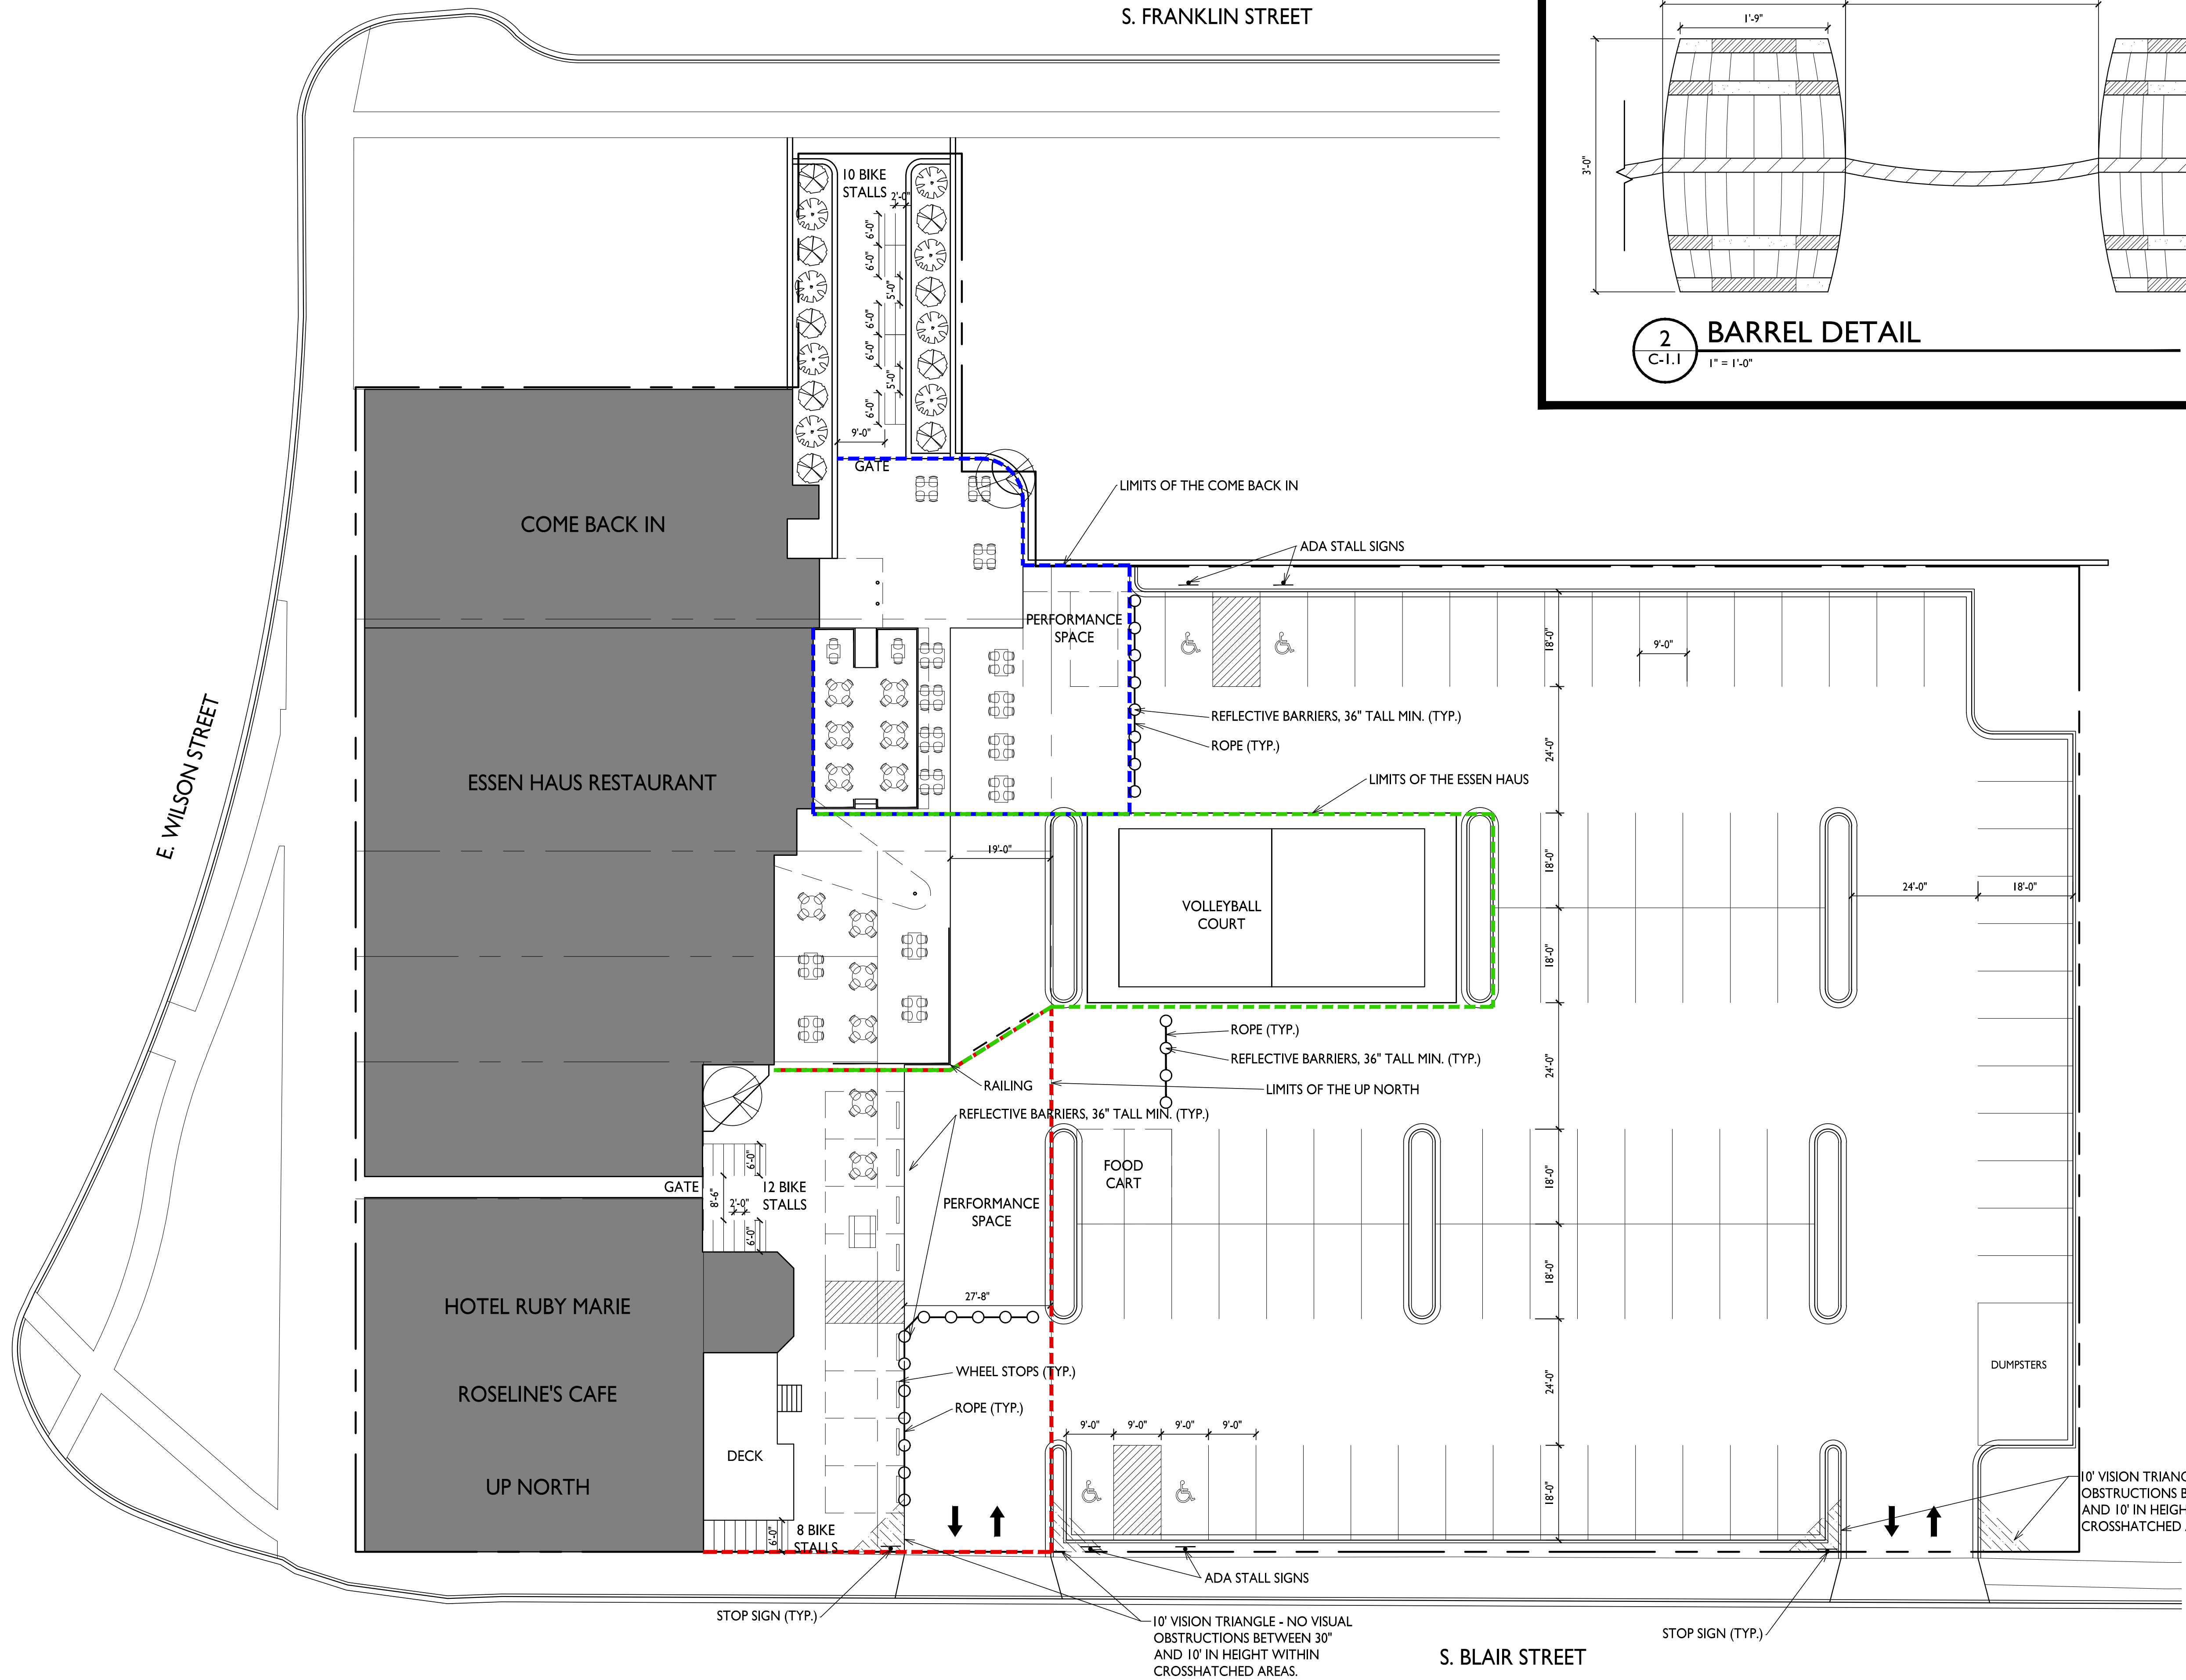 S. FRANKLIN STREET
1'-9"
3'-0"
2
C-1.1
BARREL DETAIL
1" = 1'-0"
10 BIKE
STALLS
2'-0"
6'-0"
6'-0"
5'-0"
6'-0"
6'-0"
5'-0"
6'-0"
9'-0"
GATE
LIMITS OF THE COME BACK IN
COME BACK IN
ADA STALL SIGNS
PERFORMANCE
SPACE
18'-0"
9'-0"
REFLECTIVE BARRIERS, 36" TALL MIN. (TYP.)
ROPE (TYP.)
24'-0"
LIMITS OF THE ESSEN HAUS
ESSEN HAUS RESTAURANT
E. WILSON STREET
19'-0"
18'-0"
VOLLEYBALL
COURT
24'-0"
18'-0"
18'-0"
ROPE (TYP.)
REFLECTIVE BARRIERS, 36" TALL MIN. (TYP.)
24'-0"
RAILING
LIMITS OF THE UP NORTH
REFLECTIVE BARRIERS, 36" TALL MIN. (TYP.)
6'-0"
FOOD
CART
18'-0"
GATE
8'-6"
2'-0"
12 BIKE
STALLS
6'-0"
PERFORMANCE
SPACE
18'-0"
27'-8"
HOTEL RUBY MARIE
WHEEL STOPS (TYP.)
DUMPSTERS
24'-0"
ROSELINE'S CAFE
ROPE (TYP.)
9'-0"
9'-0"
9'-0"
9'-0"
DECK
UP NORTH
18'-0"
10' VISION TRIANG
OBSTRUCTIONS B
AND 10' IN HEIGH
CROSSHATCHED A
6'-0"
8 BIKE
STALLS
ADA STALL SIGNS
STOP SIGN (TYP.)
10' VISION TRIANGLE - NO VISUAL
OBSTRUCTIONS BETWEEN 30"
AND 10' IN HEIGHT WITHIN
CROSSHATCHED AREAS.
STOP SIGN (TYP.)
S. BLAIR STREET